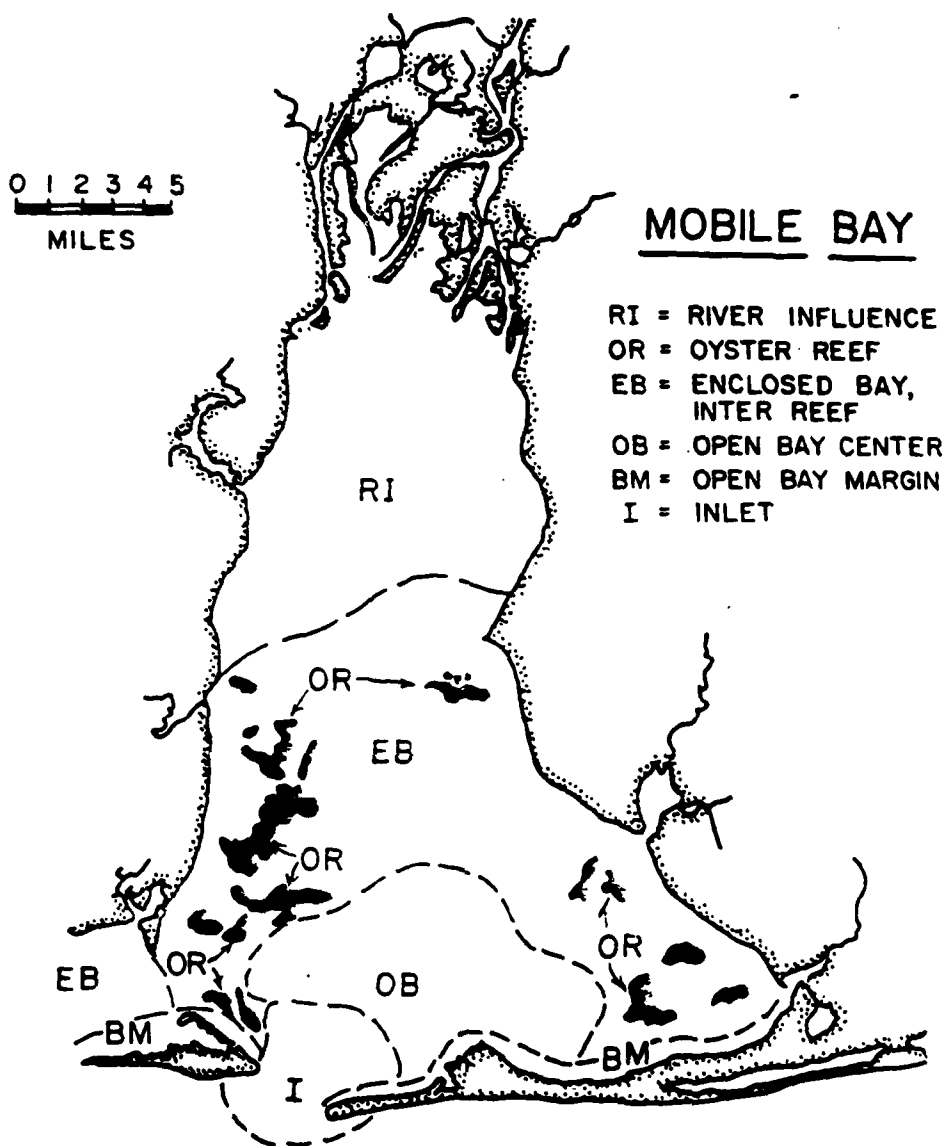 0 1 2 3 4 5
MILES
MOBILE BAY
RI = RIVER INFLUENCE
OR = OYSTER REEF
EB = ENCLOSED BAY,
INTER REEF
OB = OPEN BAY CENTER
BM = OPEN BAY MARGIN
I = INLET
RI
OR
EB
OR
OR
OR
EB
OB
BM
BM
I